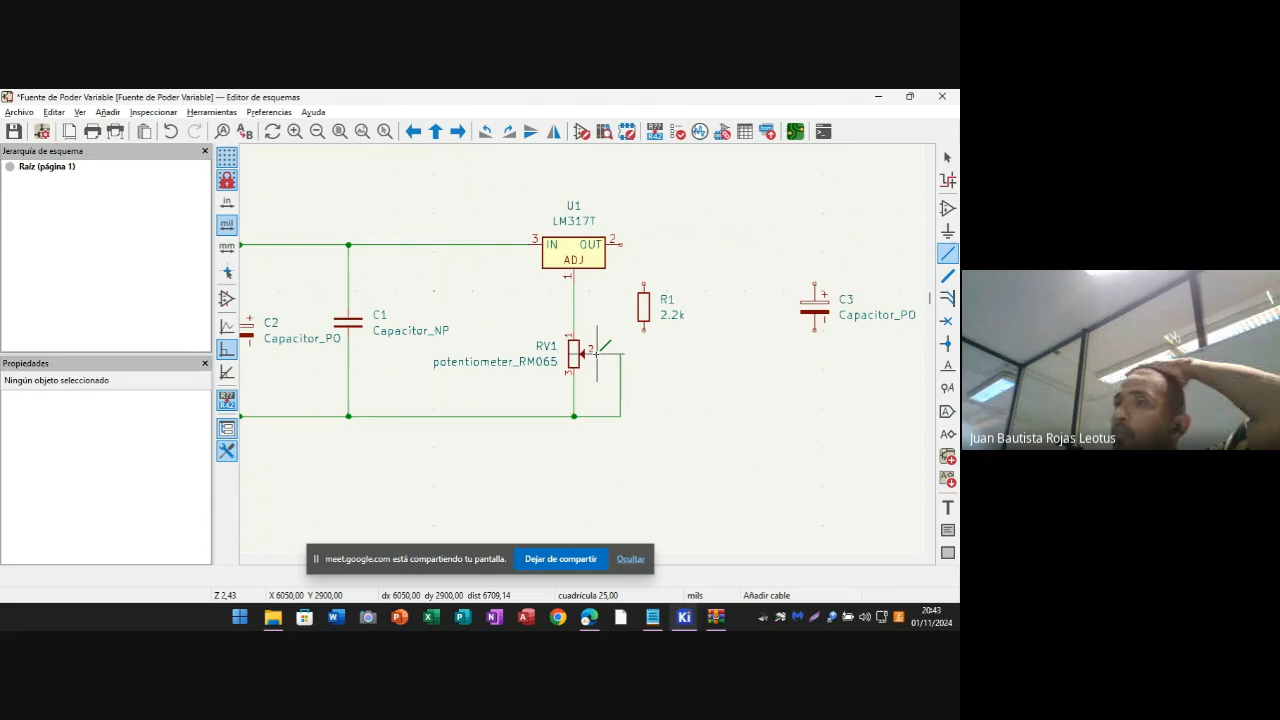 *Fuente de Poder Variable [Fuente de Poder Variable] — Editor de esquemas
Archivo Editar Ver Añadir Inspeccionar Herramientas Preferencias Ayuda
Jerarquía de esquema
Raíz (página 1)
Propiedades
Ningún objeto seleccionado
in
mil
mm
U1
LM317T
3 IN OUT 2
ADJ
1
C2
Capacitor_PO
C1
Capacitor_NP
RV1
potentiometer_RM065
1
2
3
R1
2.2k
C3
Capacitor_PO
meet.google.com está compartiendo tu pantalla.
Dejar de compartir
Ocultar
Z 2,43
X 6050,00 Y 2900,00
dx 6050,00 dy 2900,00 dist 6709,14
cuadrícula 25,00
mils
Añadir cable
20:43
01/11/2024
Juan Bautista Rojas Leotus